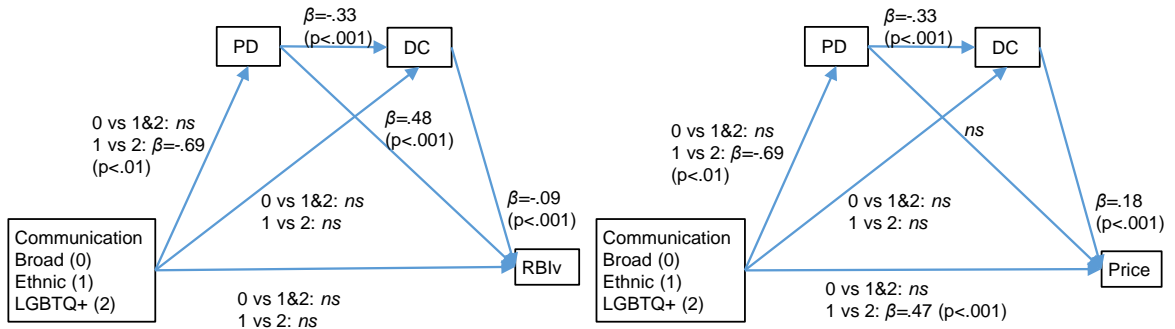 β=-.33
(p<.001)
PD
DC
0 vs 1&2: ns
1 vs 2: β=-.69
(p<.01)
β=.48
(p<.001)
0 vs 1&2: ns
1 vs 2: ns
β=-.09
(p<.001)
Communication
Broad (0)
Ethnic (1)
LGBTQ+ (2)
RBIv
0 vs 1&2: ns
1 vs 2: ns
β=-.33
(p<.001)
PD
DC
0 vs 1&2: ns
1 vs 2: β=-.69
(p<.01)
ns
0 vs 1&2: ns
1 vs 2: ns
β=.18
(p<.001)
Communication
Broad (0)
Ethnic (1)
LGBTQ+ (2)
Price
0 vs 1&2: ns
1 vs 2: β=.47 (p<.001)